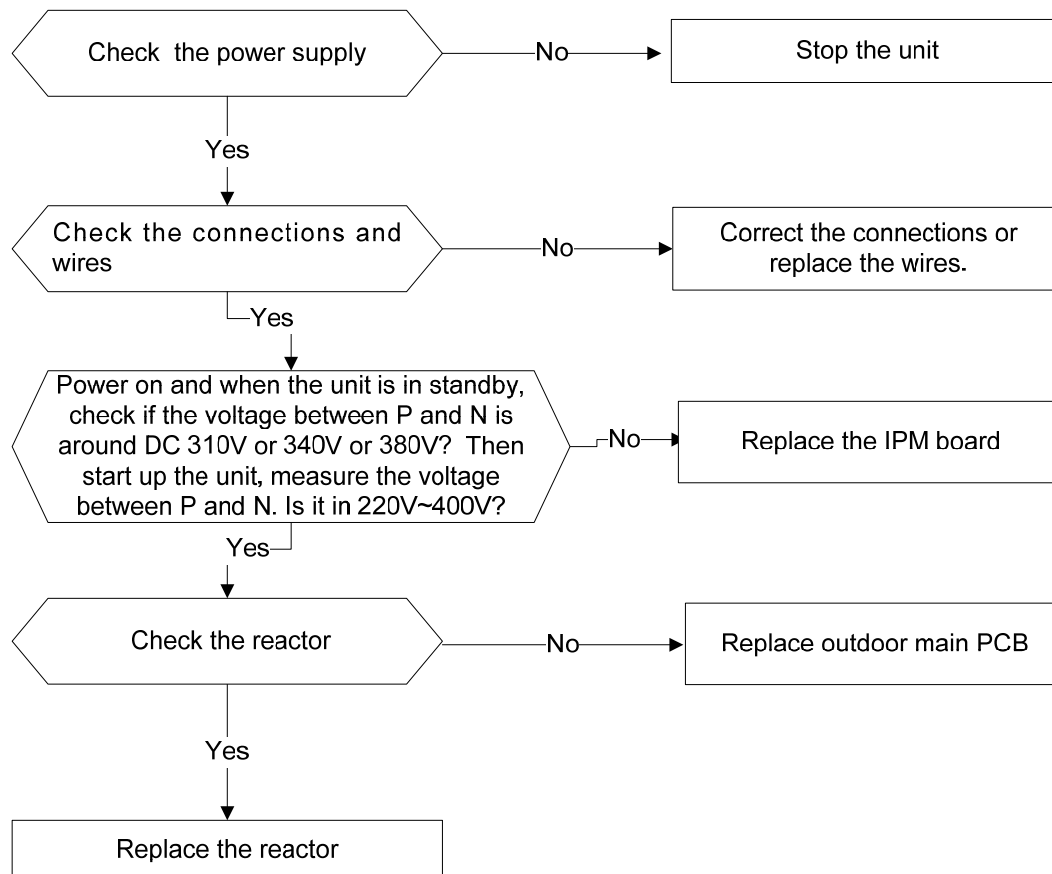 Check the power supply
No
Stop the unit
Yes
Check the connections and
wires
No
Correct the connections or
replace the wires.
Yes
Power on and when the unit is in standby,
check if the voltage between P and N is
around DC 310V or 340V or 380V? Then
start up the unit, measure the voltage
between P and N. Is it in 220V~400V?
No
Replace the IPM board
Yes
Check the reactor
No
Replace outdoor main PCB
Yes
Replace the reactor